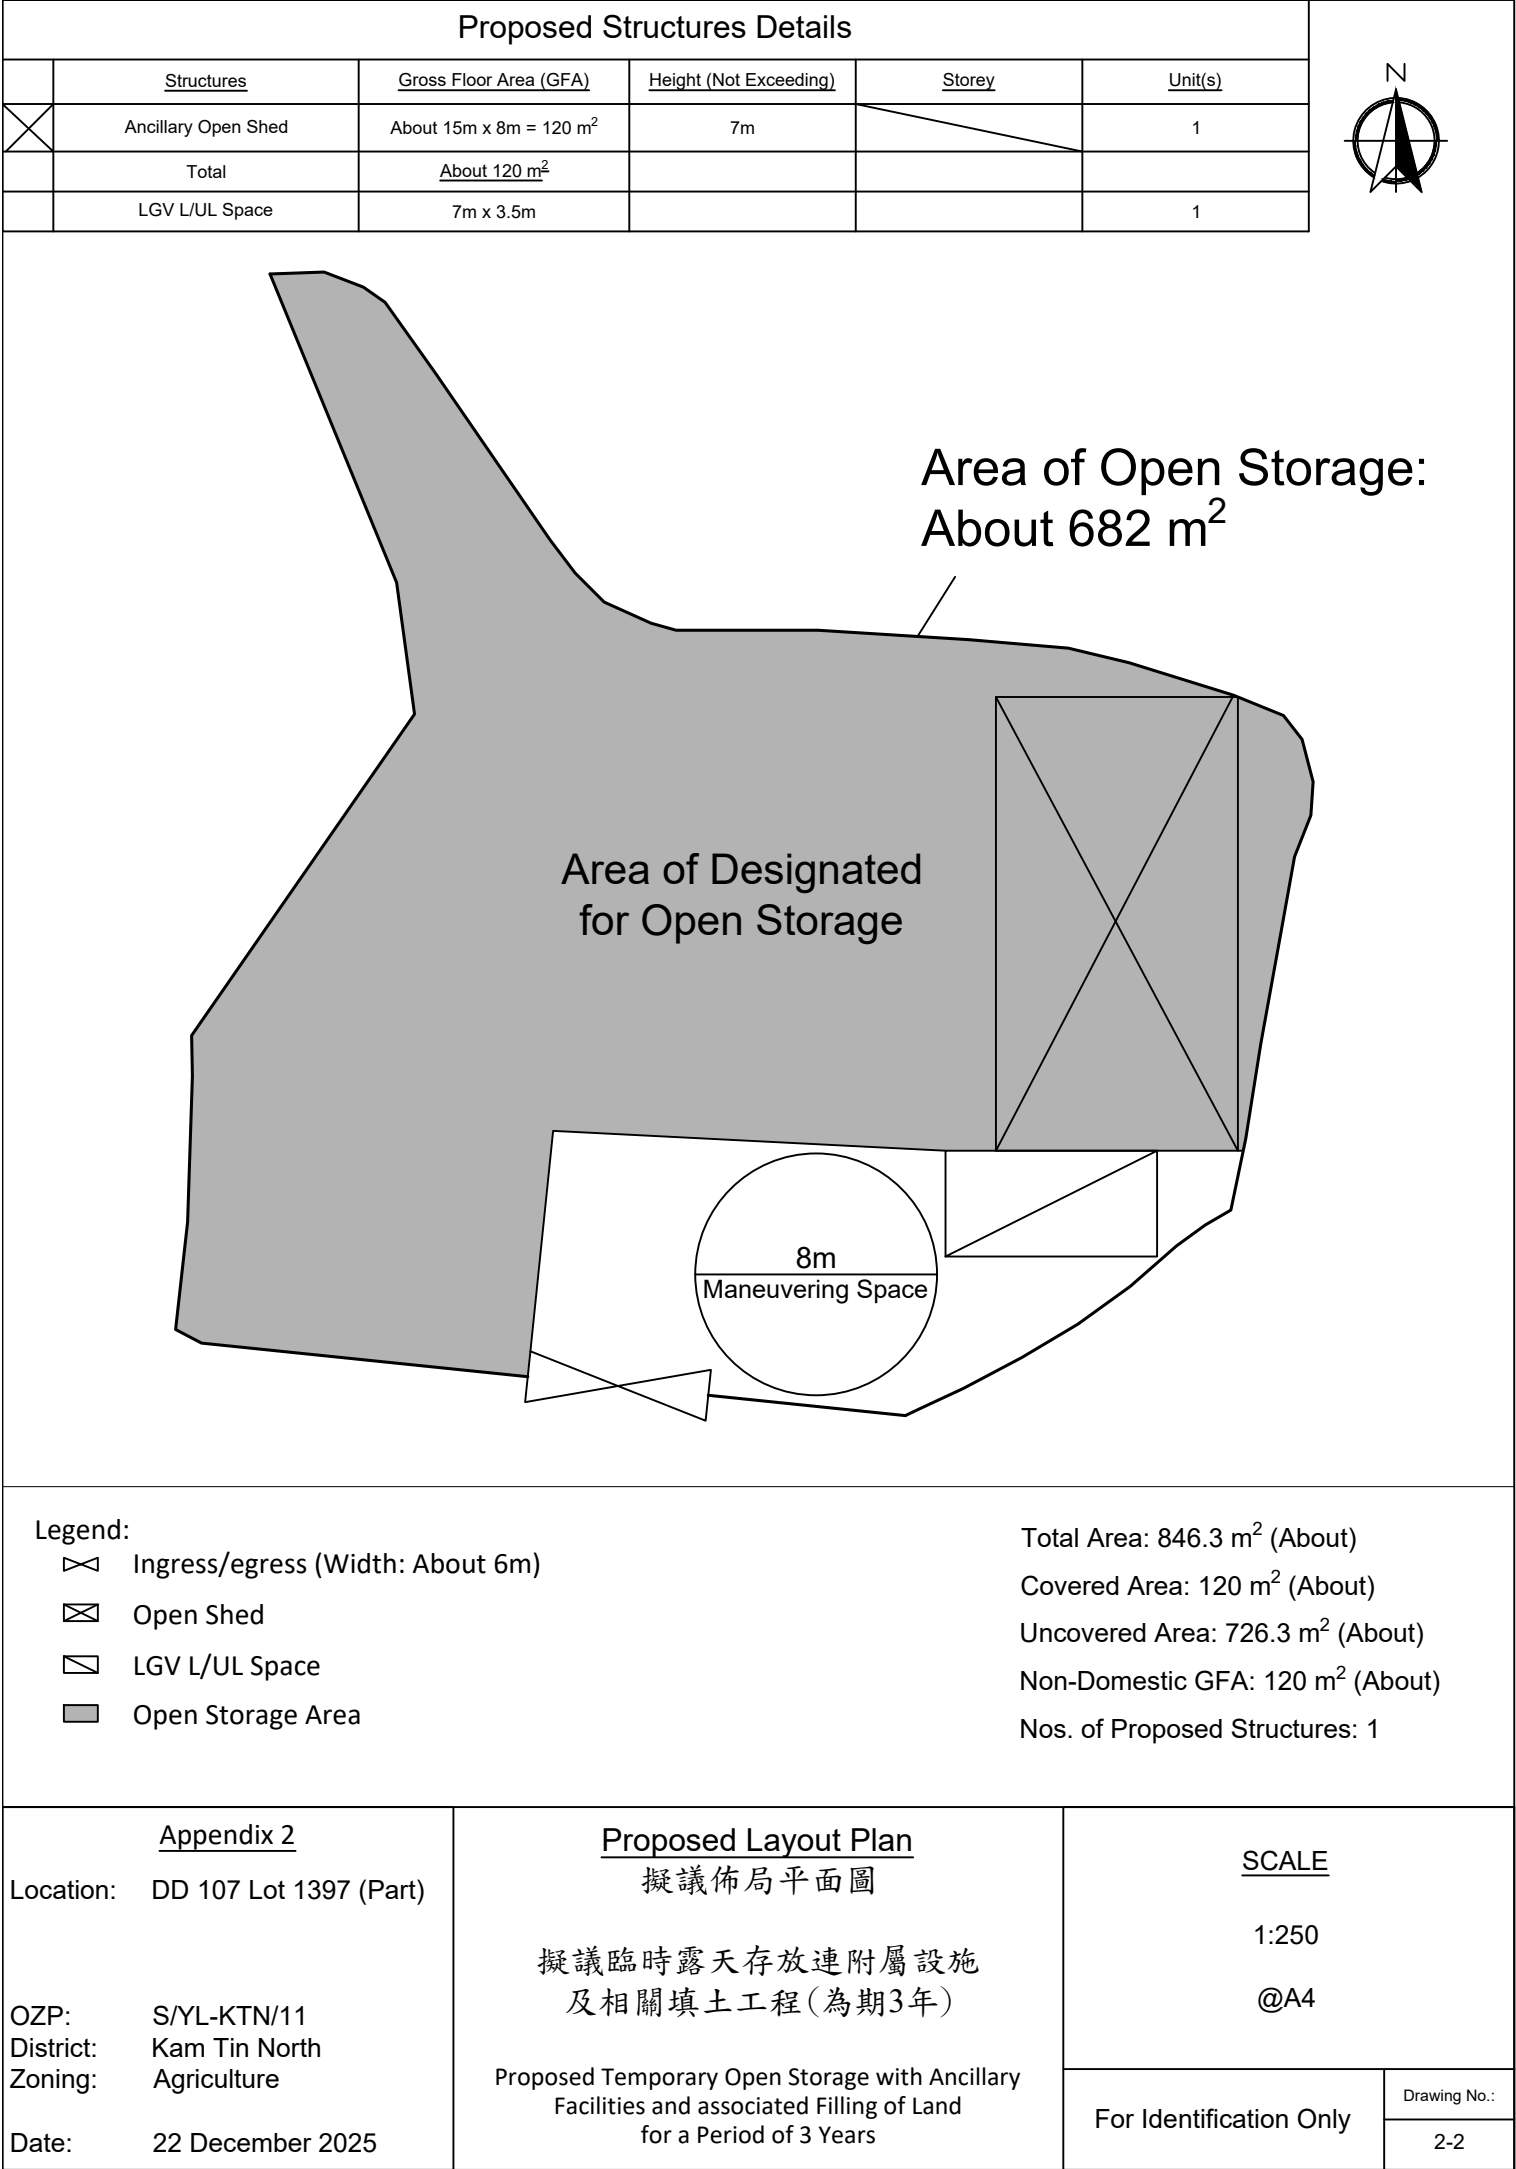 Proposed Structures Details
Structures Gross Floor Area (GFA) Height (Not Exceeding) Storey Unit(s)
Ancillary Open Shed About 15m x 8m = 120 m² 7m 1
Total About 120 m²
LGV L/UL Space 7m x 3.5m 1
N
Area of Open Storage:
About 682 m²
Area of Designated
for Open Storage
8m
Maneuvering Space
Legend:
Ingress/egress (Width: About 6m)
Open Shed
LGV L/UL Space
Open Storage Area
Total Area: 846.3 m² (About)
Covered Area: 120 m² (About)
Uncovered Area: 726.3 m² (About)
Non-Domestic GFA: 120 m² (About)
Nos. of Proposed Structures: 1
Appendix 2
Location: DD 107 Lot 1397 (Part)
OZP: S/YL-KTN/11
District: Kam Tin North
Zoning: Agriculture
Date: 22 December 2025
Proposed Layout Plan
擬議佈局平面圖
擬議臨時露天存放連附屬設施
及相關填土工程(為期3年)
Proposed Temporary Open Storage with Ancillary
Facilities and associated Filling of Land
for a Period of 3 Years
SCALE
1:250
@A4
For Identification Only
Drawing No.:
2-2